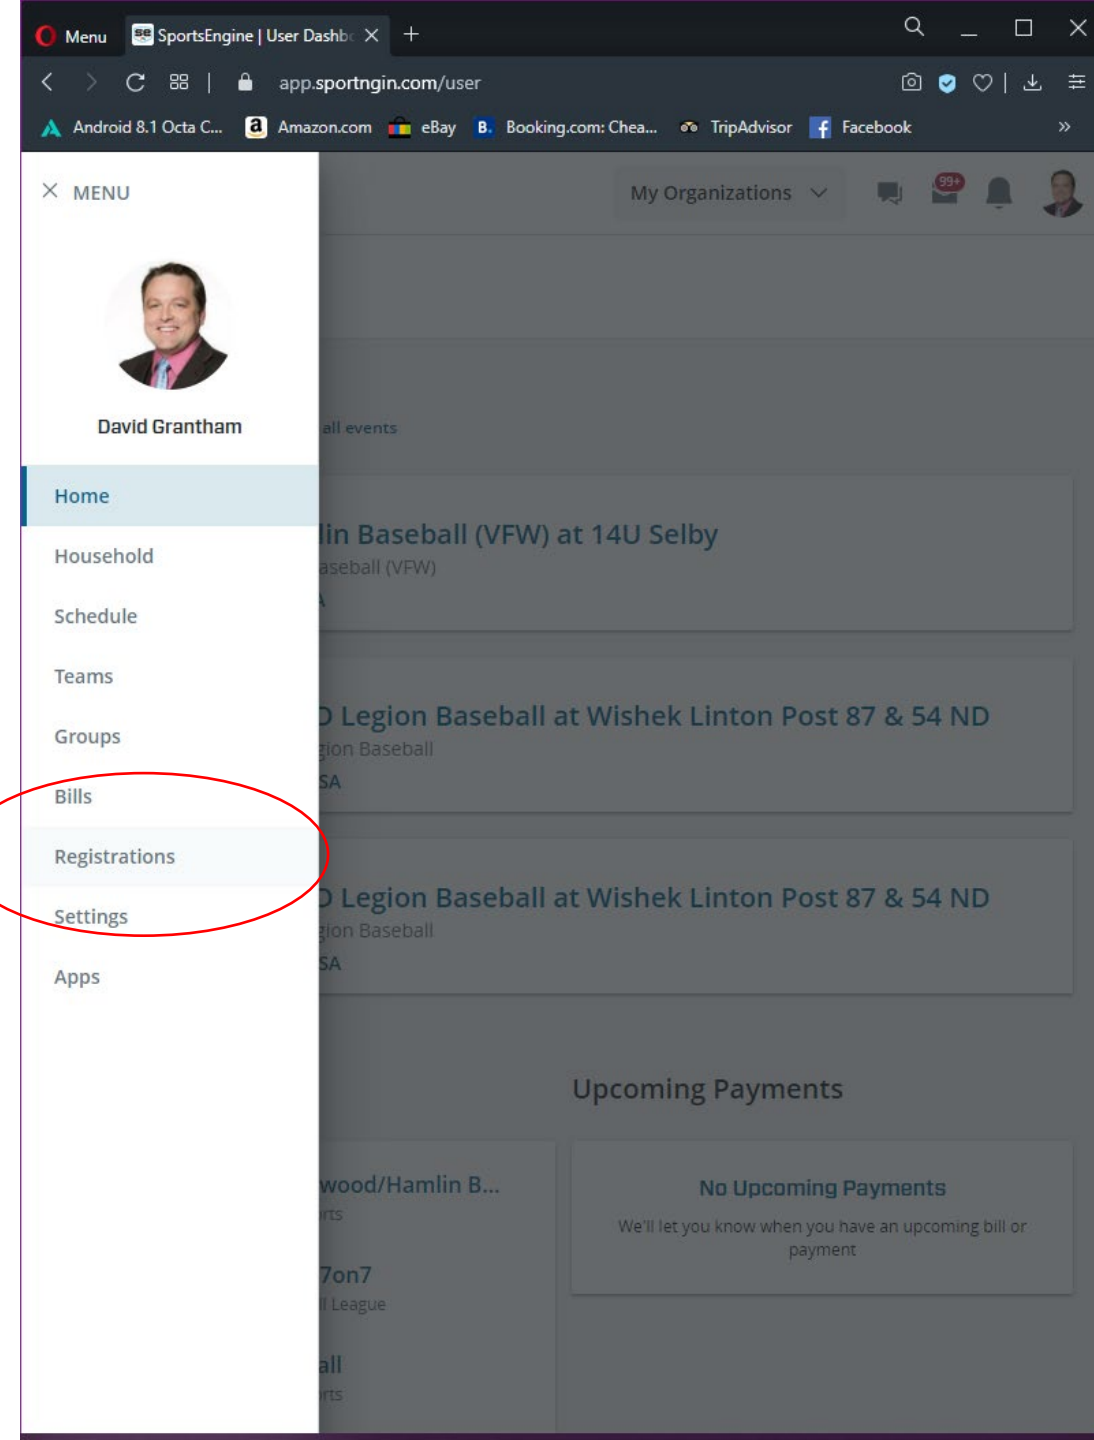 Menu
SportsEngine | User Dashbo
app.sportngin.com/user
Android 8.1 Octa C...
Amazon.com
eBay
Booking.com: Chea...
TripAdvisor
Facebook
MENU
My Organizations
99+
David Grantham
all events
Home
Household
Schedule
Teams
Groups
Bills
Registrations
Settings
Apps
lin Baseball (VFW) at 14U Selby
aseball (VFW)
D Legion Baseball at Wishek Linton Post 87 & 54 ND
gion Baseball
SA
D Legion Baseball at Wishek Linton Post 87 & 54 ND
gion Baseball
SA
Upcoming Payments
wood/Hamlin B...
rts
7on7
ll League
all
rts
No Upcoming Payments
We'll let you know when you have an upcoming bill or
payment